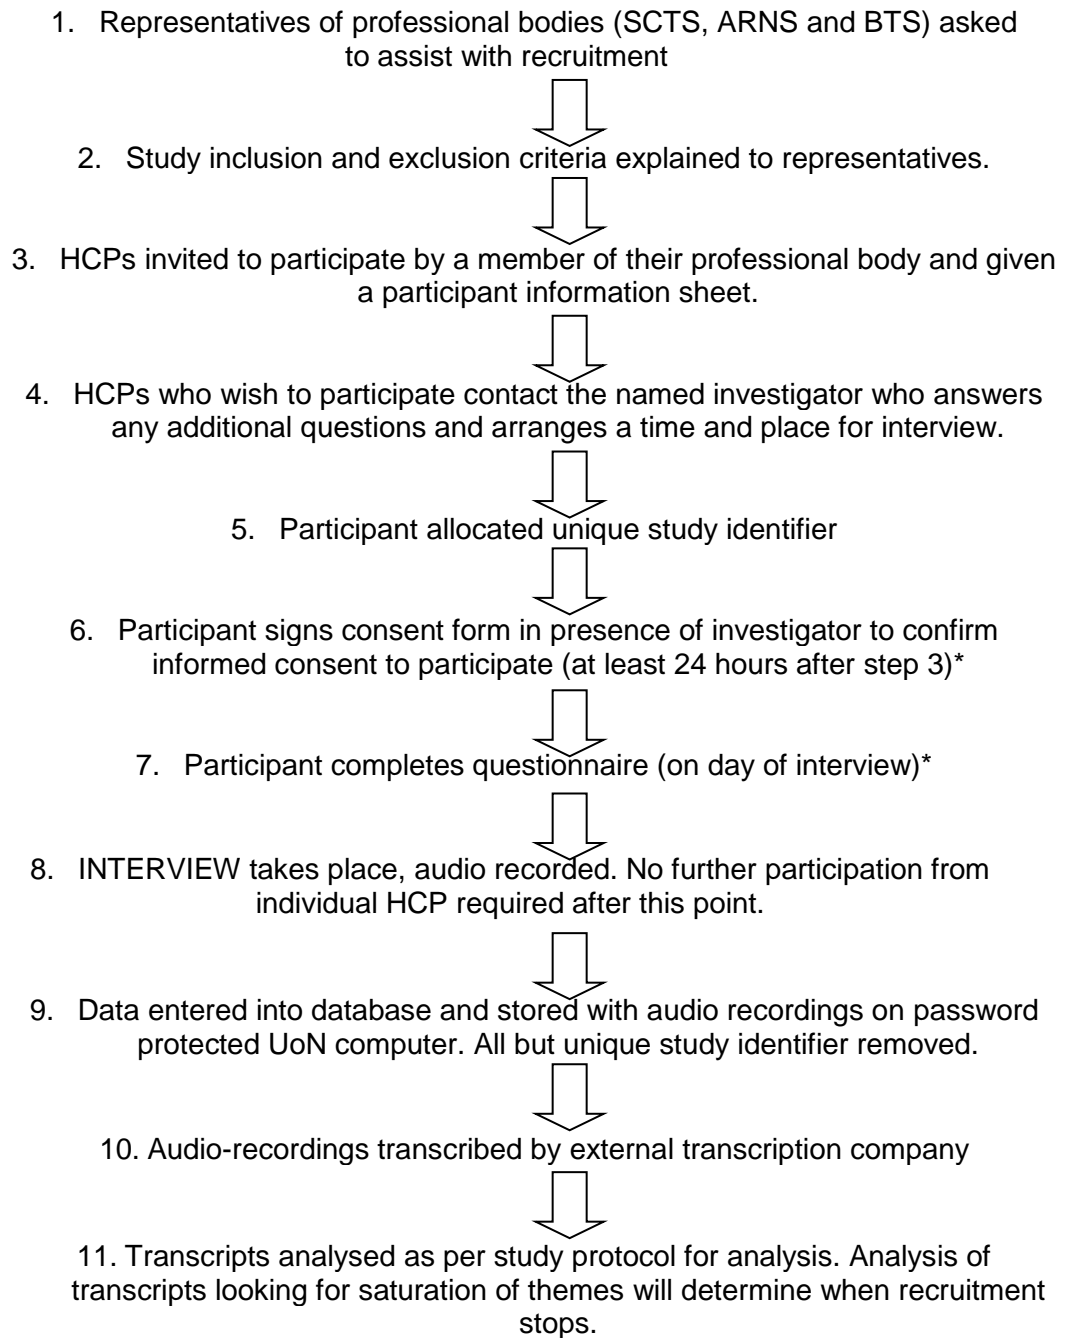 1. Representatives of professional bodies (SCTS, ARNS and BTS) asked
to assist with recruitment
2. Study inclusion and exclusion criteria explained to representatives.
3. HCPs invited to participate by a member of their professional body and given
a participant information sheet.
4. HCPs who wish to participate contact the named investigator who answers
any additional questions and arranges a time and place for interview.
5. Participant allocated unique study identifier
6. Participant signs consent form in presence of investigator to confirm
informed consent to participate (at least 24 hours after step 3)*
7. Participant completes questionnaire (on day of interview)*
8. INTERVIEW takes place, audio recorded. No further participation from
individual HCP required after this point.
9. Data entered into database and stored with audio recordings on password
protected UoN computer. All but unique study identifier removed.
10. Audio-recordings transcribed by external transcription company
11. Transcripts analysed as per study protocol for analysis. Analysis of
transcripts looking for saturation of themes will determine when recruitment
stops.